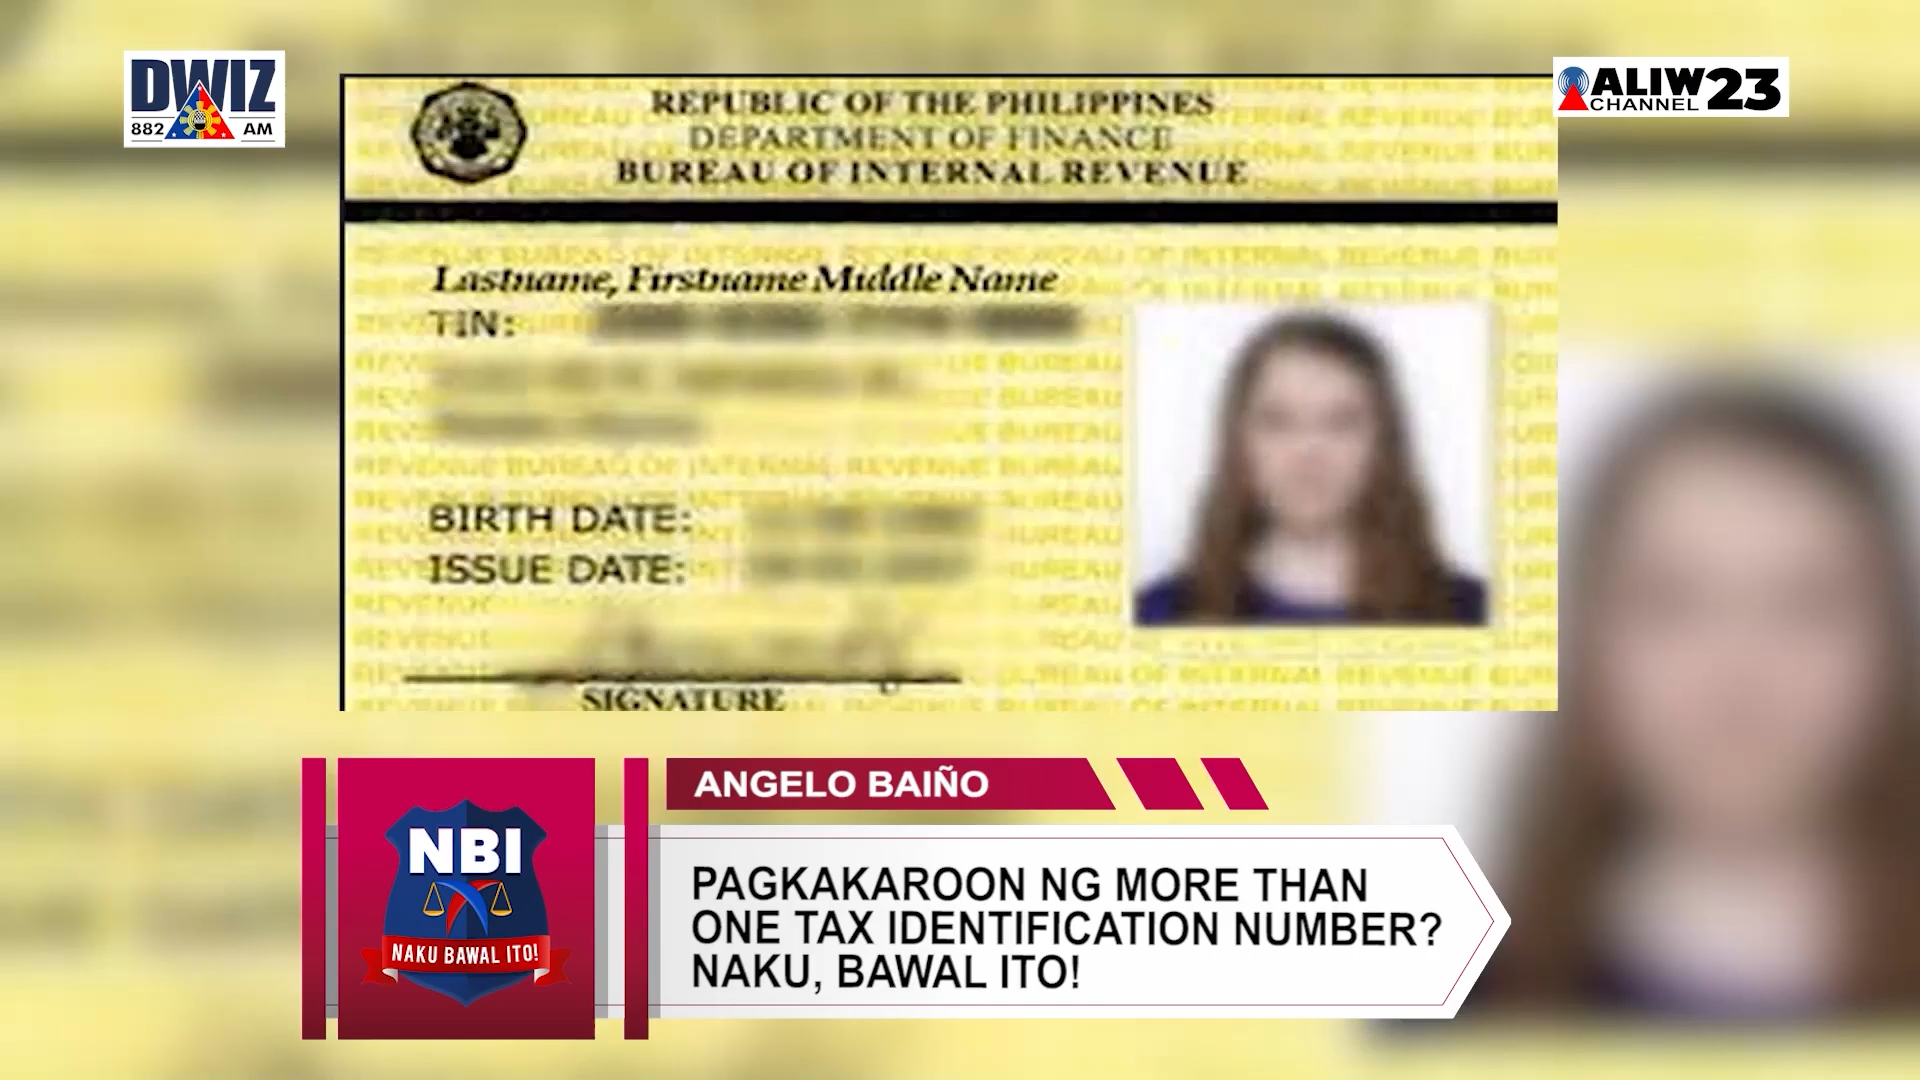 DWIZ
882 AM
ALIW 23
CHANNEL
REPUBLIC OF THE PHILIPPINES
DEPARTMENT OF FINANCE
BUREAU OF INTERNAL REVENUE
Lastname, Firstname Middle Name
TIN:
BIRTH DATE:
ISSUE DATE:
SIGNATURE
ANGELO BAIÑO
NBI
NAKU BAWAL ITO!
PAGKAKAROON NG MORE THAN
ONE TAX IDENTIFICATION NUMBER?
NAKU, BAWAL ITO!